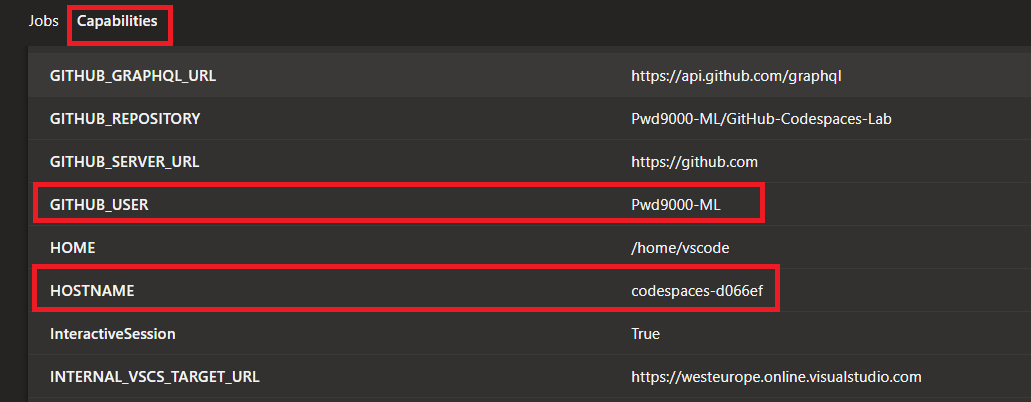 Jobs Capabilities
GITHUB_GRAPHQL_URL https://api.github.com/graphql
GITHUB_REPOSITORY Pwd9000-ML/GitHub-Codespaces-Lab
GITHUB_SERVER_URL https://github.com
GITHUB_USER Pwd9000-ML
HOME /home/vscode
HOSTNAME codespaces-d066ef
InteractiveSession True
INTERNAL_VSCS_TARGET_URL https://westeurope.online.visualstudio.com